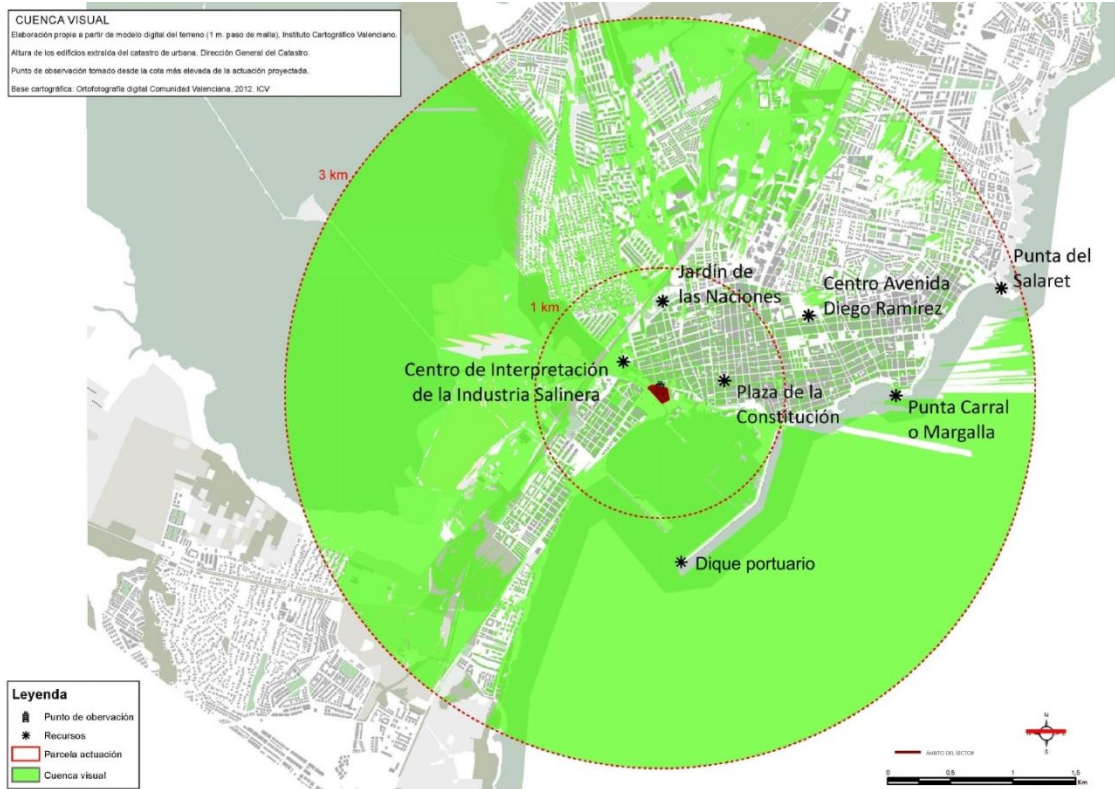 CUENCA VISUAL
Elaboración propia a partir de modelo digital del terreno (1 m. paso de malla), Instituto Cartográfico Valenciano.
Altura de los edificios extraída del catastro de urbana, Dirección General del Catastro.
Punto de observación tomado desde la cota más elevada de la actuación proyectada.
Base cartográfica: Ortofotografía digital Comunidad Valenciana, 2012. ICV
3 km
Punta del
Salaret
Jardín de
las Naciones
Centro Avenida
Diego Ramírez
1 km
Centro de Interpretación
de la Industria Salinera
Plaza de la
Constitución
Punta Carral
o Margalla
Dique portuario
Leyenda
Punto de obervación
Recursos
Parcela actuación
Cuenca visual
N
S
ÁMBITO DEL SECTOR
0 0,5 1 1,5
Km